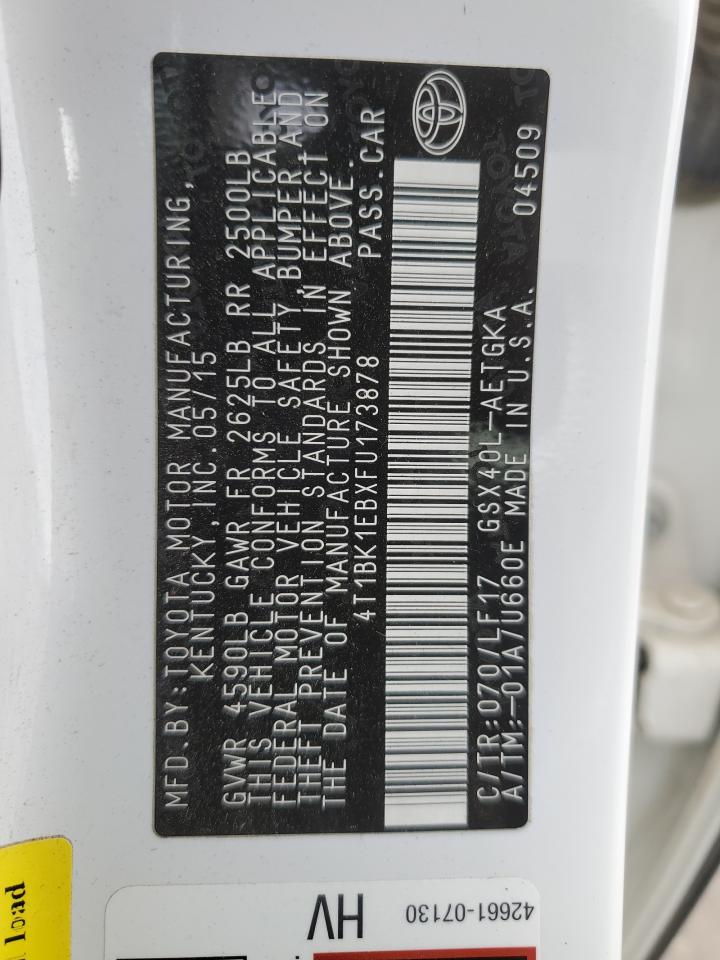 MFD.BY:TOYOTA MOTOR MANUFACTURING,
KENTUCKY,INC.05/15
GVWR 4590LB GAWR FR 2625LB RR 2500LB
THIS VEHICLE CONFORMS TO ALL APPLICABLE
FEDERAL MOTOR VEHICLE SAFETY,BUMPER,AND
THEFT PREVENTION STANDARDS IN EFFECT ON
THE DATE OF MANUFACTURE SHOWN ABOVE.
4T1BK1EBXFU173878 PASS.CAR
C/TR:070/LF17 GSX40L-AETGKA
A/TM:-01A/U660E MADE IN U.S.A. 04509
load
HV
42661-07130